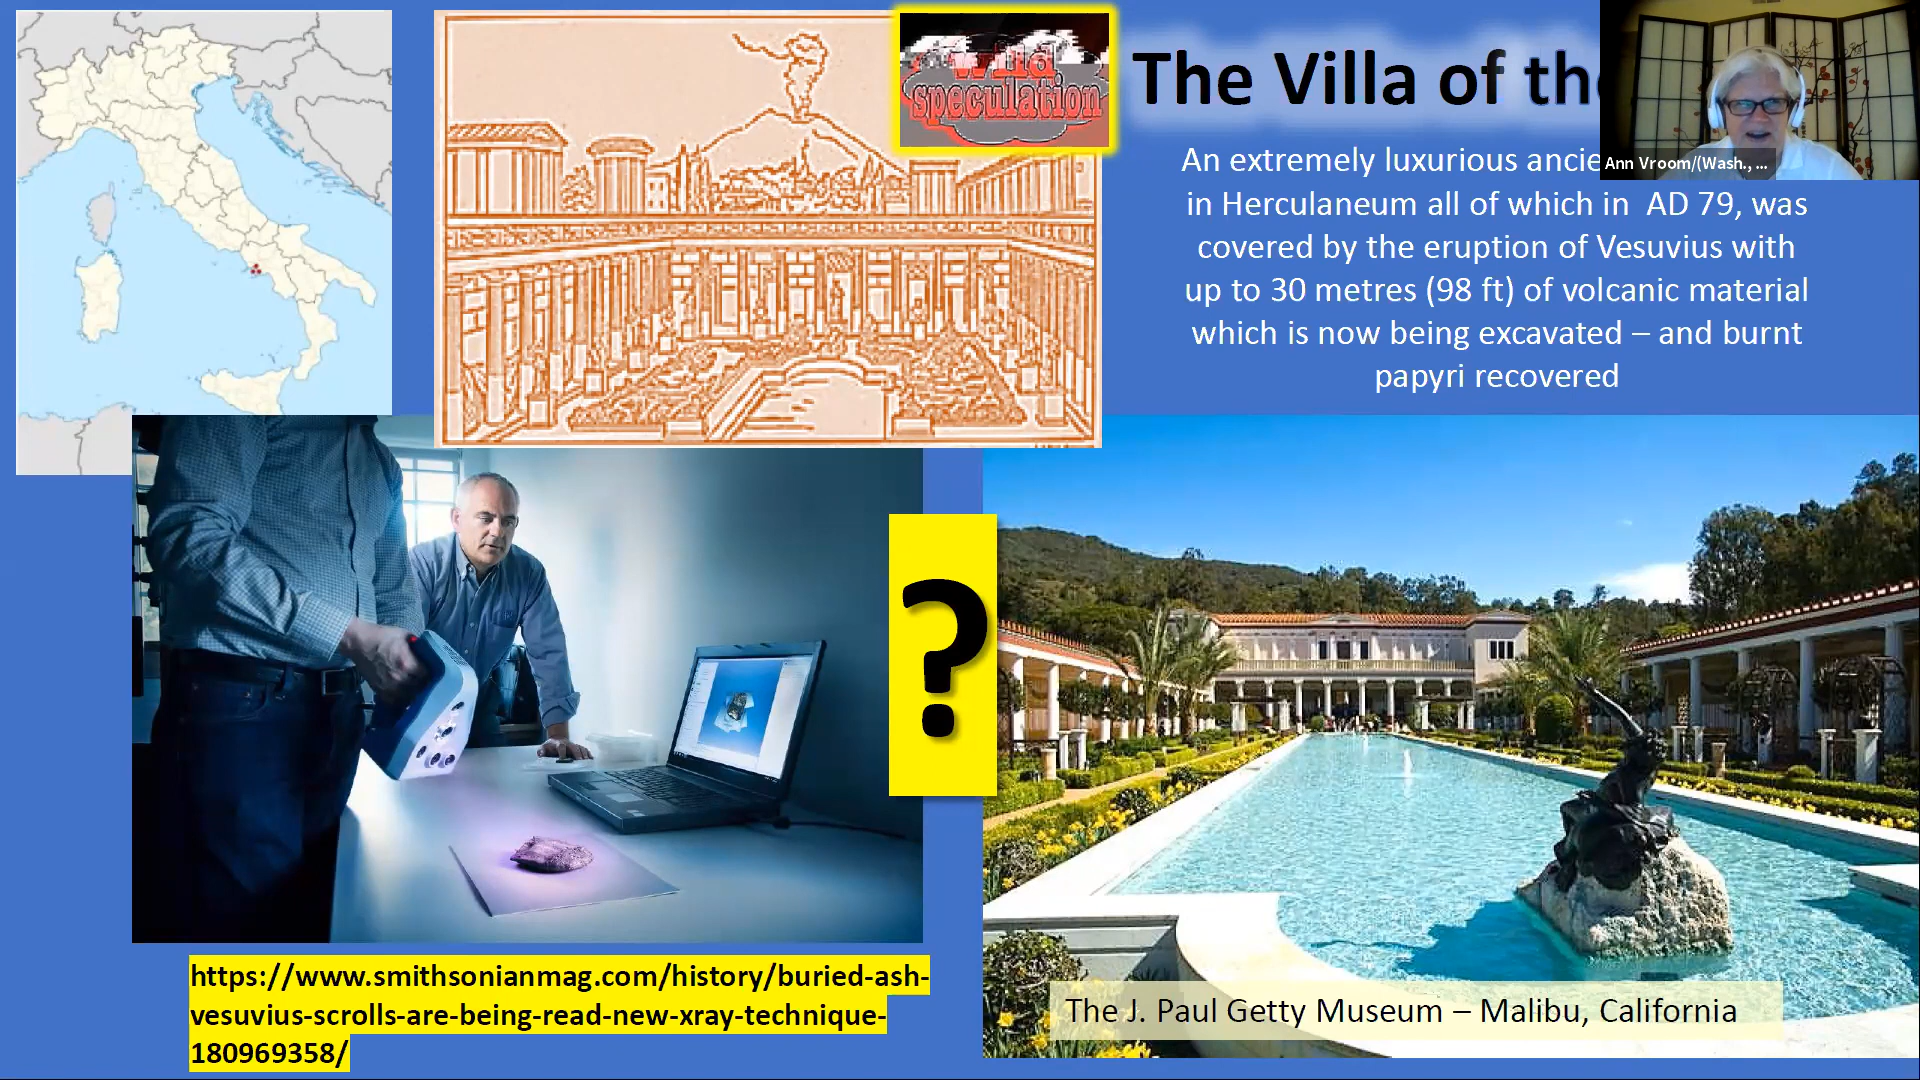 Wild
speculation
The Villa of the
Ann Vroom/(Wash., ...
An extremely luxurious ancie
in Herculaneum all of which in AD 79, was
covered by the eruption of Vesuvius with
up to 30 metres (98 ft) of volcanic material
which is now being excavated – and burnt
papyri recovered
?
https://www.smithsonianmag.com/history/buried-ash-
vesuvius-scrolls-are-being-read-new-xray-technique-
180969358/
The J. Paul Getty Museum – Malibu, California